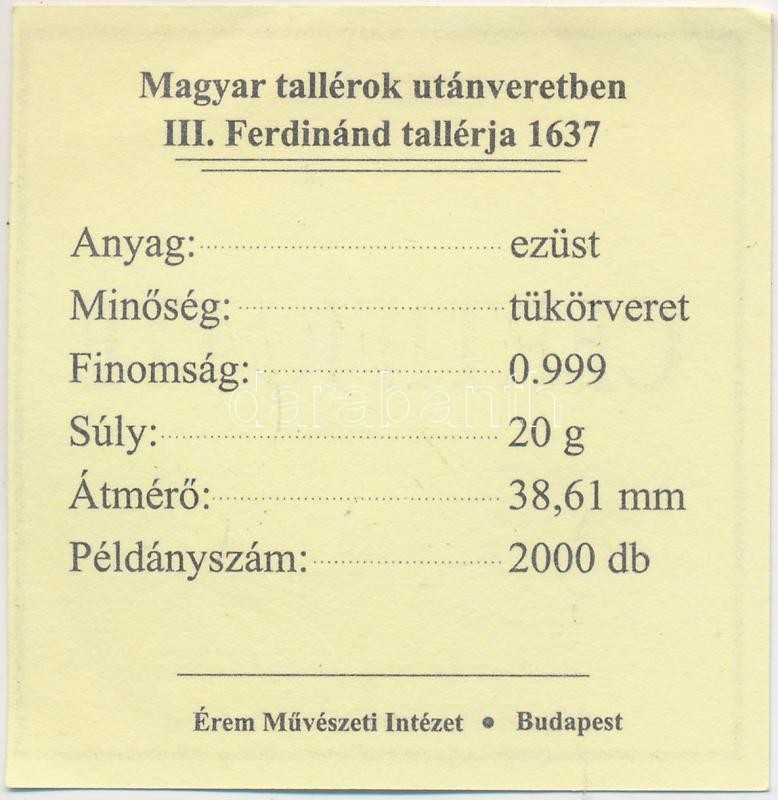 Magyar tallérok utánveretben
III. Ferdinánd tallérja 1637
Anyag: ezüst
Minőség: tükörveret
Finomság: 0.999
darabanth
Súly: 20 g
Átmérő: 38,61 mm
Példányszám: 2000 db
Érem Művészeti Intézet • Budapest